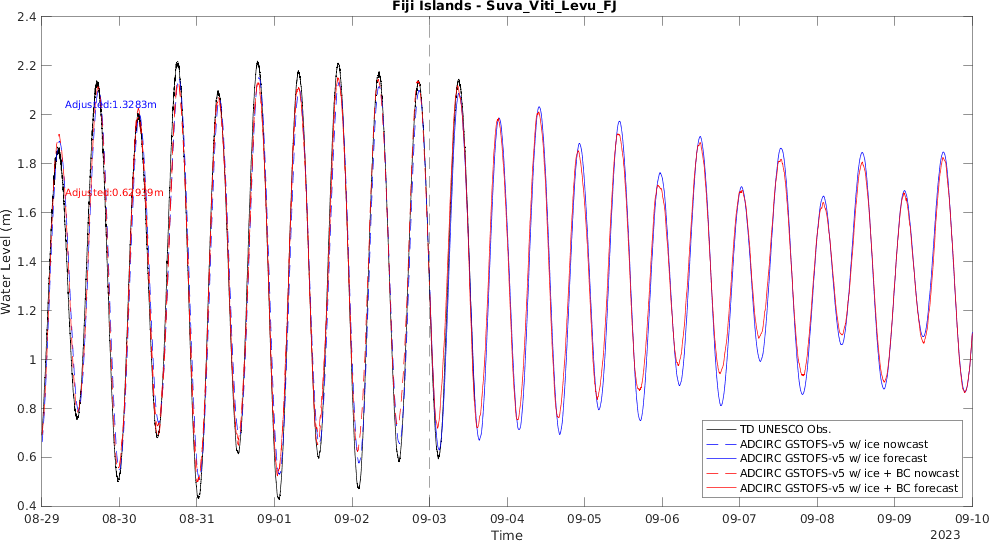 Fiji Islands - Suva_Viti_Levu_FJ
2.4
2.2
2
1.8
1.6
1.4
1.2
1
0.8
0.6
0.4
Water Level (m)
Adjusted:1.3283m
Adjusted:0.62939m
TD UNESCO Obs.
ADCIRC GSTOFS-v5 w/ ice nowcast
ADCIRC GSTOFS-v5 w/ ice forecast
ADCIRC GSTOFS-v5 w/ ice + BC nowcast
ADCIRC GSTOFS-v5 w/ ice + BC forecast
08-29 08-30 08-31 09-01 09-02 09-03 09-04 09-05 09-06 09-07 09-08 09-09 09-10
Time
2023